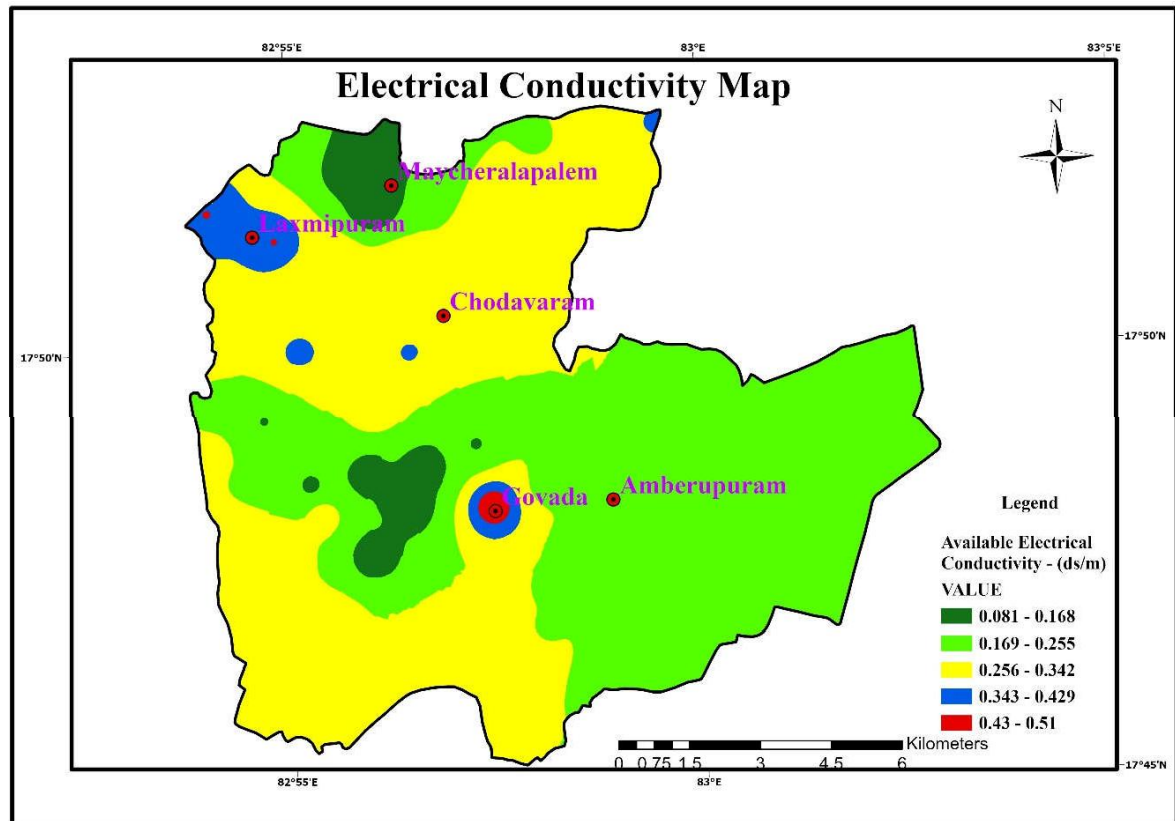 82°55'E
83°E
83°5'E
Electrical Conductivity Map
N
Maycheralapalem
Laxmipuram
Chodavaram
17°50'N
17°50'N
Govada
Amberupuram
Legend
Available Electrical
Conductivity - (ds/m)
VALUE
0.081 - 0.168
0.169 - 0.255
0.256 - 0.342
0.343 - 0.429
0.43 - 0.51
Kilometers
0 0.75 1.5 3 4.5 6
17°45'N
82°55'E
83°E